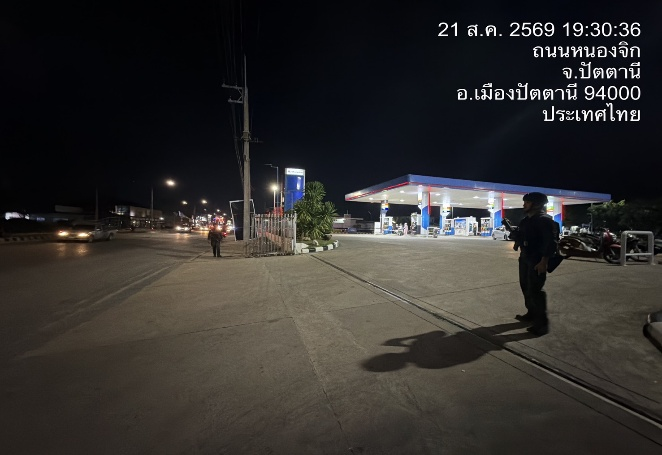 21 ส.ค. 2569 19:30:36
ถนนหนองจิก
จ.ปัตตานี
อ.เมืองปัตตานี 94000
ประเทศไทย